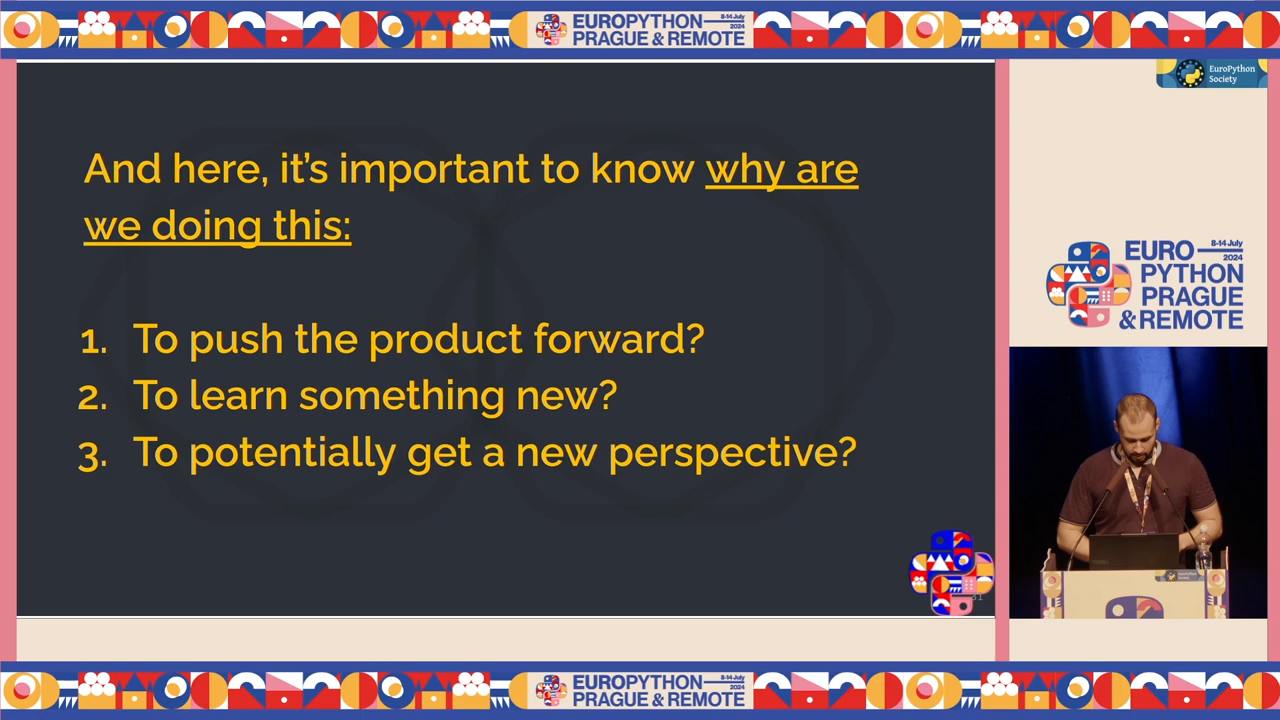 EUROPYTHON
8-14 July
2024
PRAGUE & REMOTE
EuroPython
Society
And here, it's important to know why are
we doing this:
1. To push the product forward?
2. To learn something new?
3. To potentially get a new perspective?
EURO
8-14 July
2024
PYTHON
PRAGUE
& REMOTE
EuroPython
Society
EUROPYTHON
8-14 July
2024
PRAGUE & REMOTE